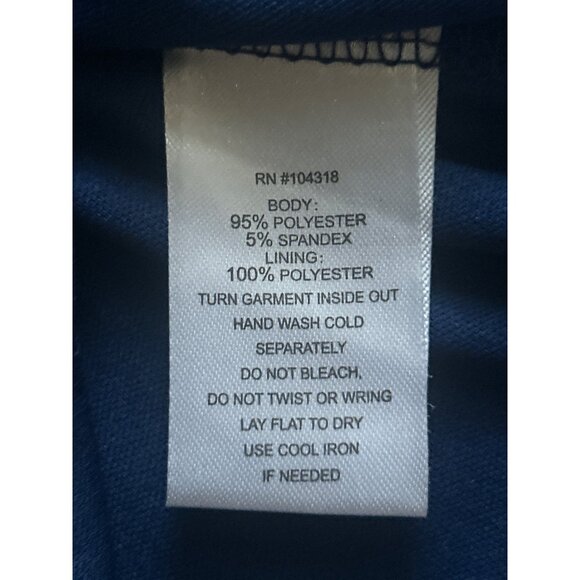 RN #104318
BODY:
95% POLYESTER
5% SPANDEX
LINING:
100% POLYESTER
TURN GARMENT INSIDE OUT
HAND WASH COLD
SEPARATELY
DO NOT BLEACH,
DO NOT TWIST OR WRING
LAY FLAT TO DRY
USE COOL IRON
IF NEEDED